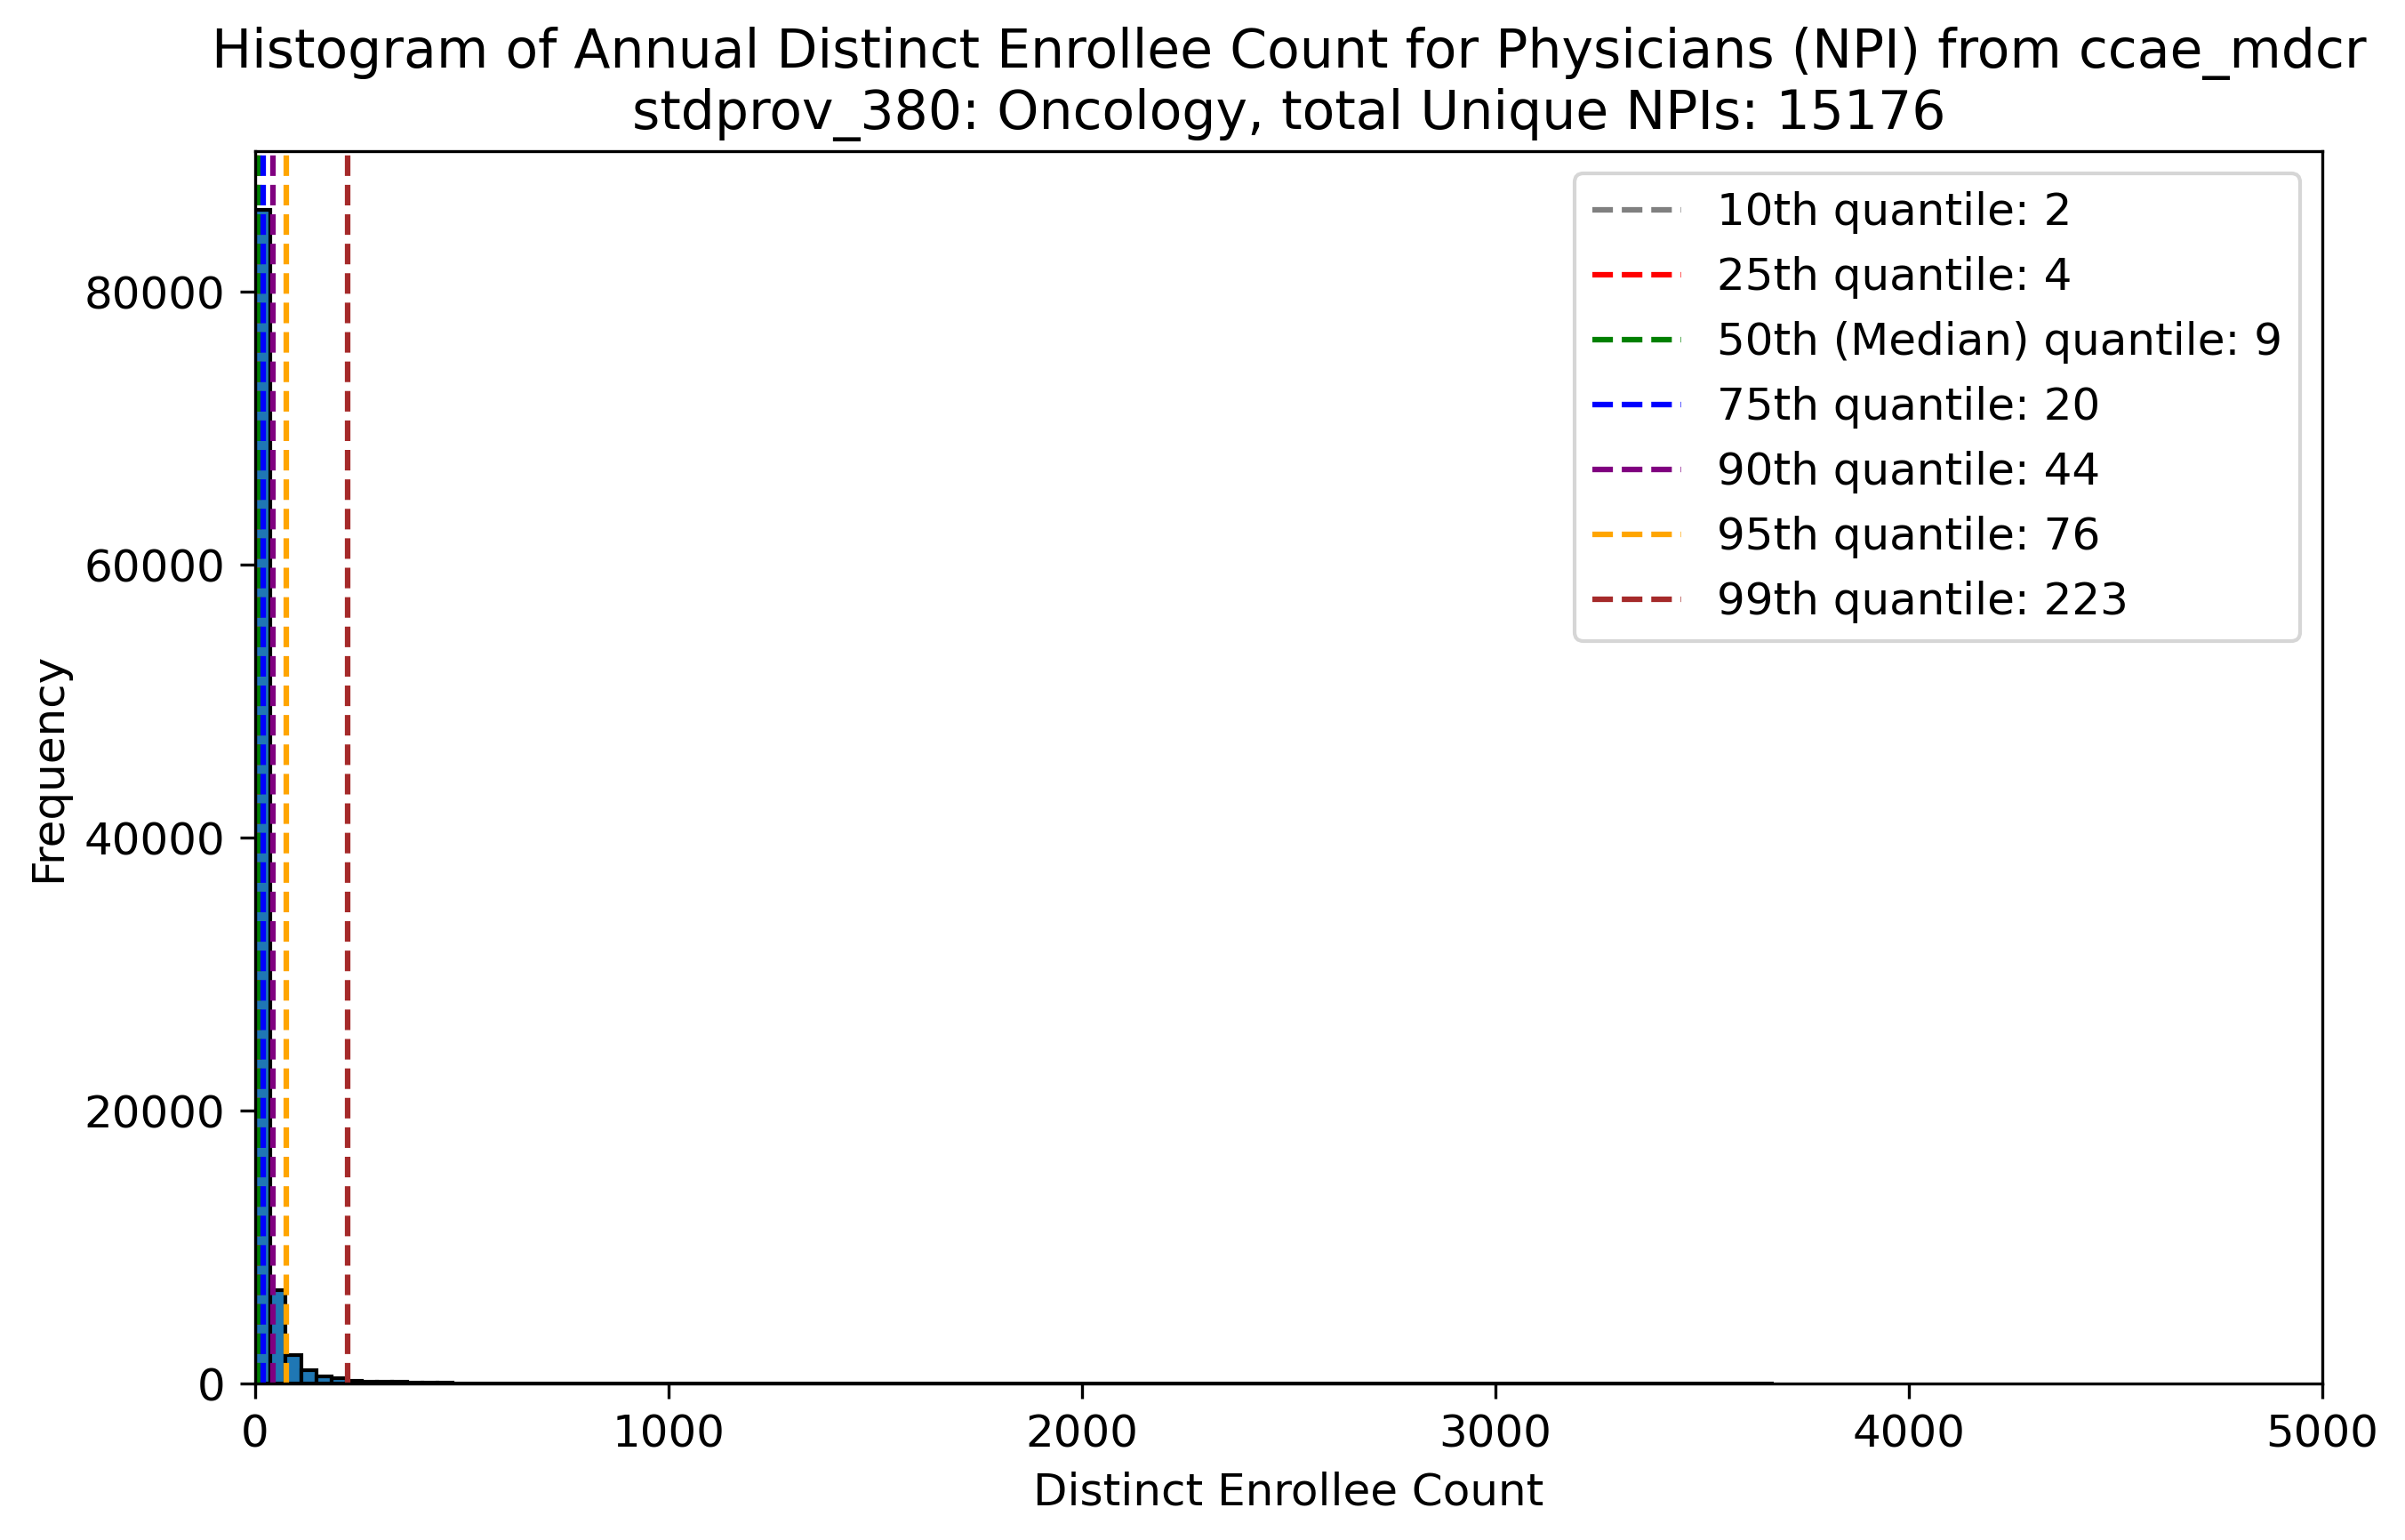 Histogram of Annual Distinct Enrollee Count for Physicians (NPI) from ccae_mdcr
stdprov_380: Oncology, total Unique NPIs: 15176
10th quantile: 2
25th quantile: 4
50th (Median) quantile: 9
75th quantile: 20
90th quantile: 44
95th quantile: 76
99th quantile: 223
Frequency
80000
60000
40000
20000
0
0 1000 2000 3000 4000 5000
Distinct Enrollee Count